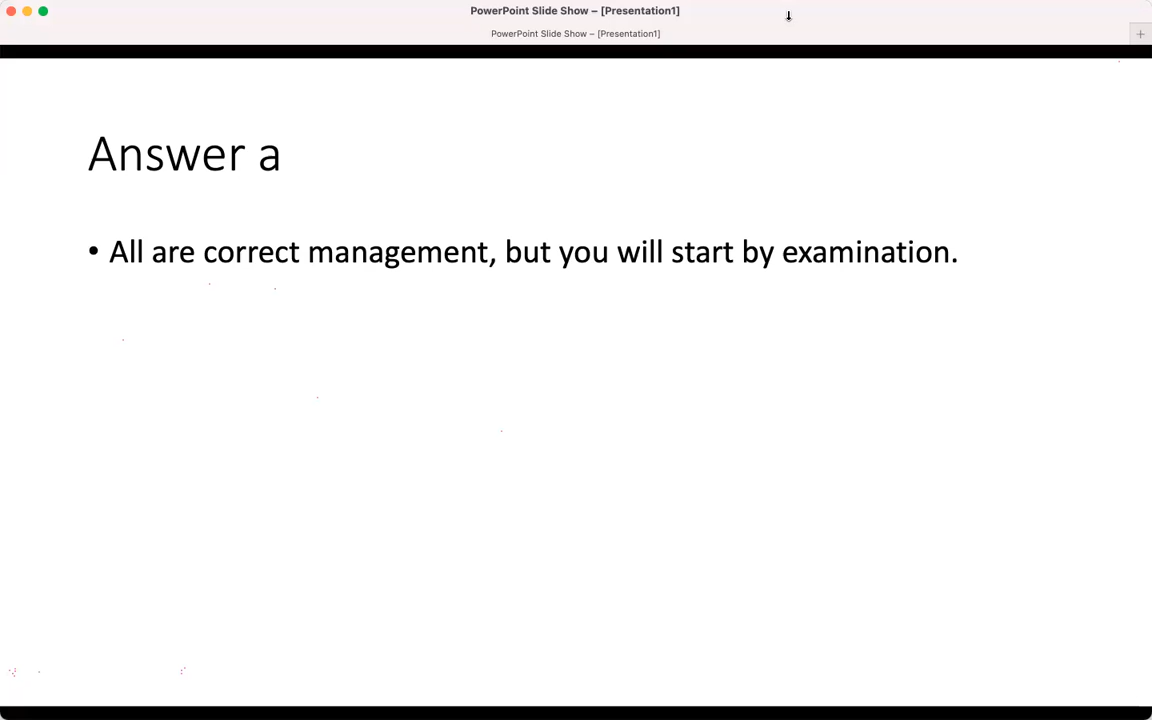 PowerPoint Slide Show – [Presentation1]
PowerPoint Slide Show – [Presentation1]
Answer a
• All are correct management, but you will start by examination.